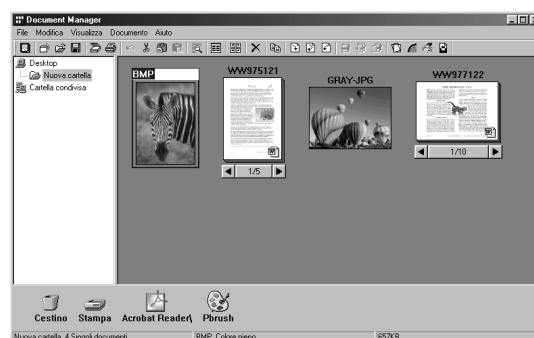 Document Manager
File Modifica Visualizza Documento Aiuto
Desktop
Nuova cartella
Cartella condivisa
BMP
WW975121
GRAY-JPG
WW977122
1/5
1/10
Cestino Stampa Acrobat Reader\ Pbrush
Nuova cartella, 4 Singoli documenti BMP, Colore pieno 657KB